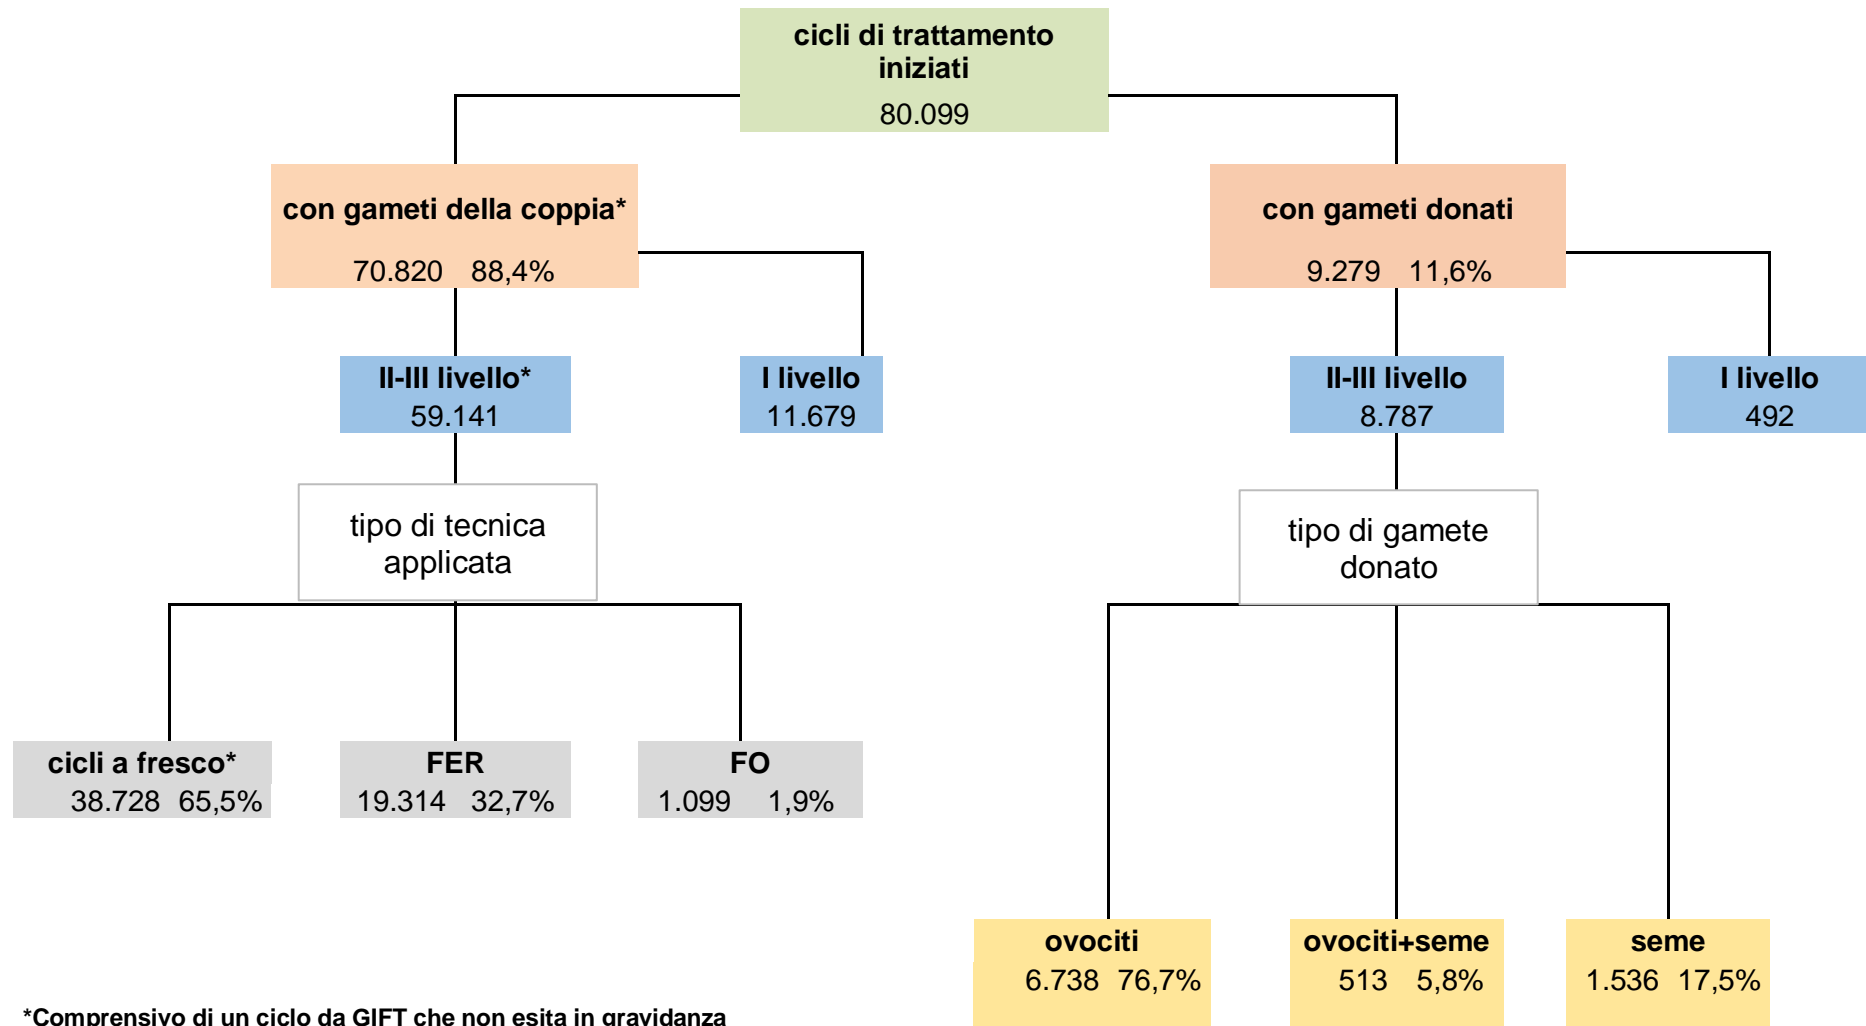 cicli di trattamento
iniziati
80.099
con gameti della coppia*
70.820 88,4%
con gameti donati
9.279 11,6%
II-III livello*
59.141
I livello
11.679
II-III livello
8.787
I livello
492
tipo di tecnica
applicata
tipo di gamete
donato
cicli a fresco*
38.728 65,5%
FER
19.314 32,7%
FO
1.099 1,9%
ovociti
6.738 76,7%
ovociti+seme
513 5,8%
seme
1.536 17,5%
*Comprensivo di un ciclo da GIFT che non esita in gravidanza